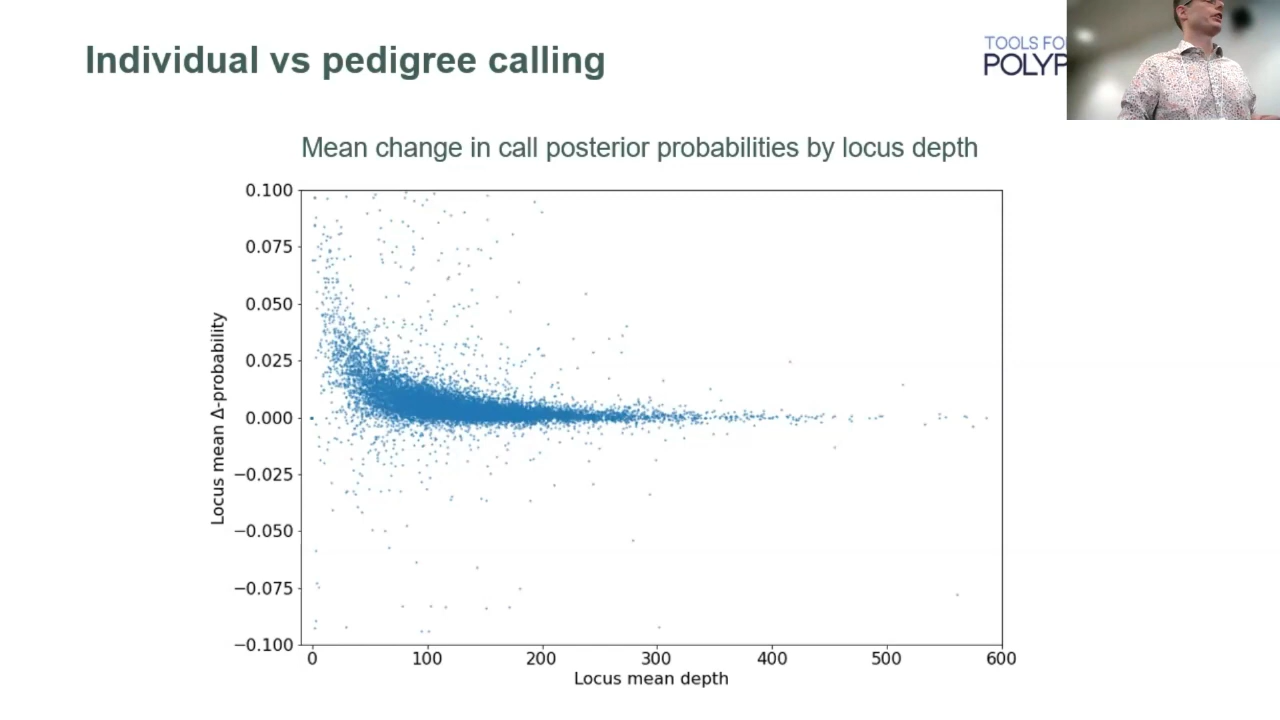 Individual vs pedigree calling
TOOLS FO
POLYP
Mean change in call posterior probabilities by locus depth
0.100
0.075
0.050
0.025
0.000
−0.025
−0.050
−0.075
−0.100
Locus mean Δ-probability
0 100 200 300 400 500 600
Locus mean depth